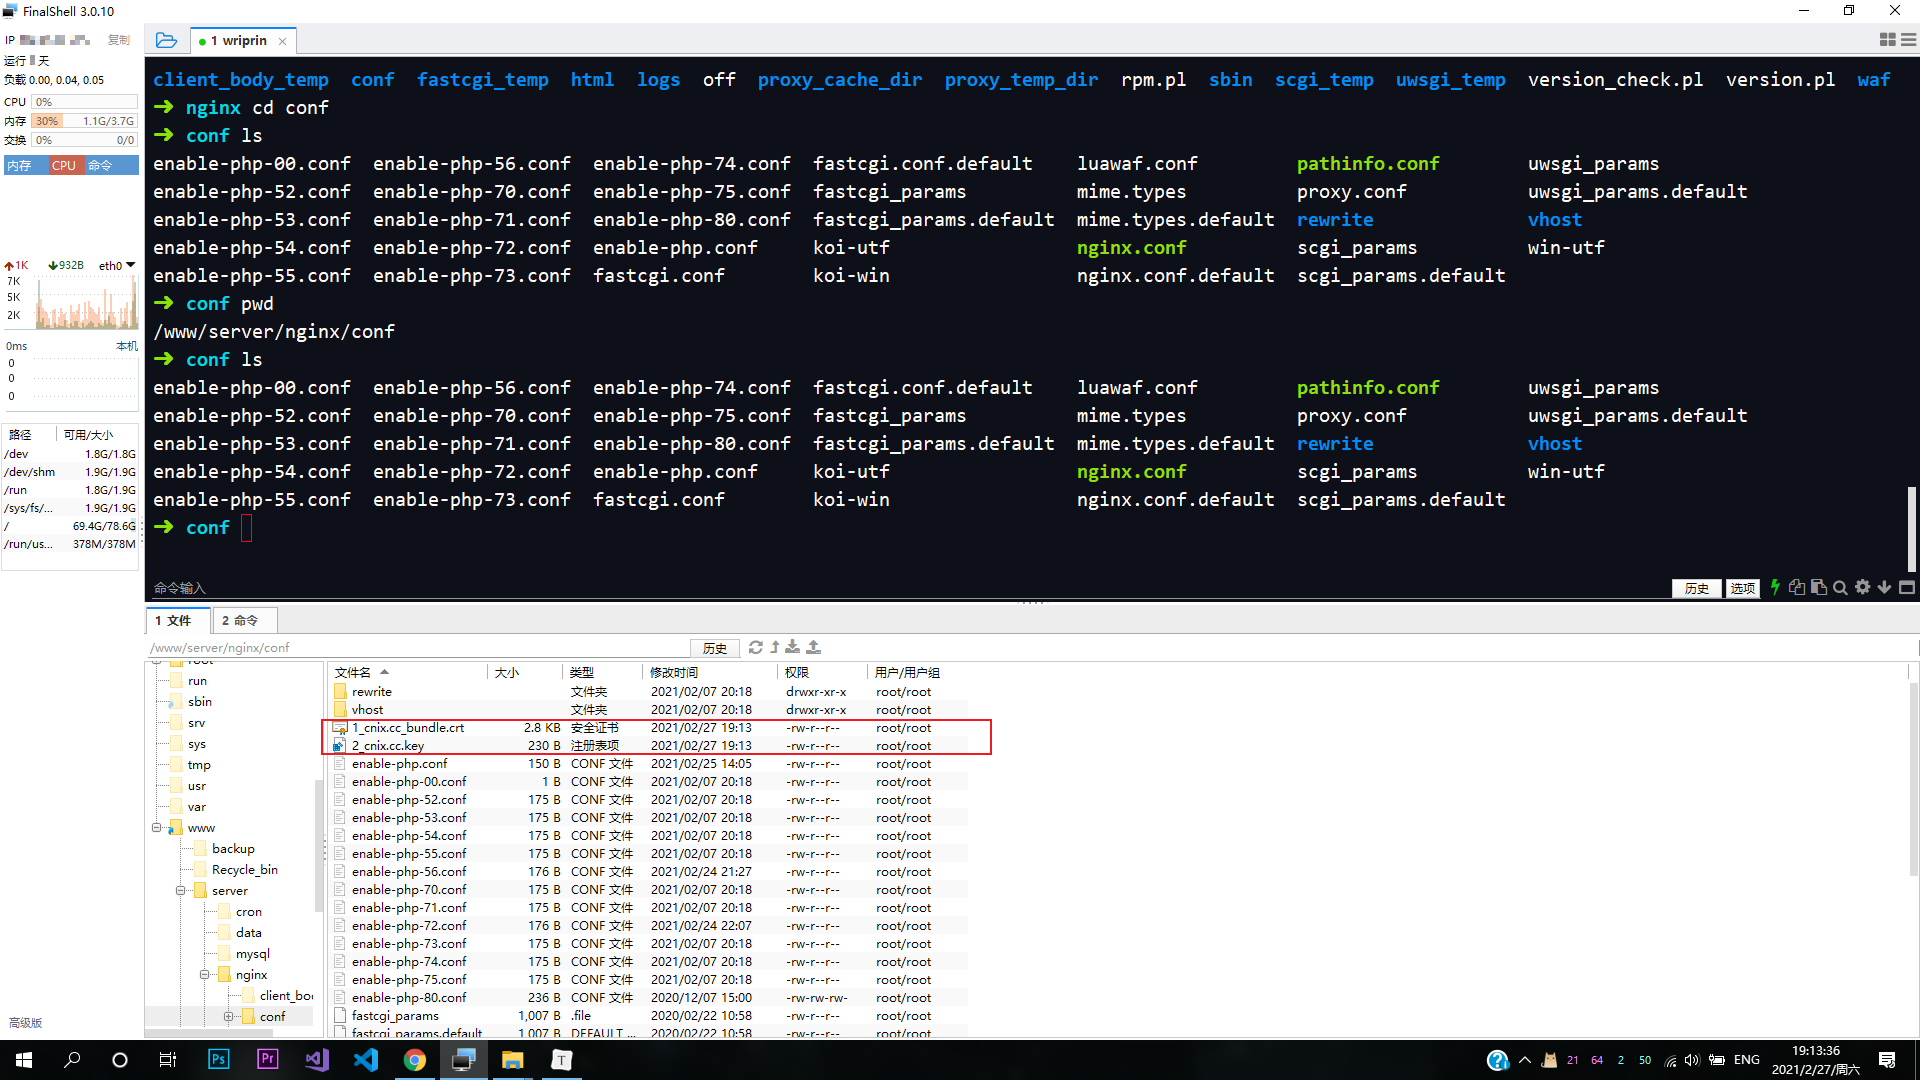 FinalShell 3.0.10
IP 复制
运行 天
负载 0.00, 0.04, 0.05
CPU 0%
内存 30% 1.1G/3.7G
交换 0% 0/0
内存 CPU 命令
1K 932B eth0
7K
5K
2K
0ms 本机
0
0
0
路径 可用/大小
/dev 1.8G/1.8G
/dev/shm 1.9G/1.9G
/run 1.8G/1.9G
/sys/fs/... 1.9G/1.9G
/ 69.4G/78.6G
/run/us... 378M/378M
高级版
1 wriprin
client_body_temp conf fastcgi_temp html logs off proxy_cache_dir proxy_temp_dir rpm.pl sbin scgi_temp uwsgi_temp version_check.pl version.pl waf
→ nginx cd conf
→ conf ls
enable-php-00.conf enable-php-56.conf enable-php-74.conf fastcgi.conf.default luawaf.conf pathinfo.conf uwsgi_params
enable-php-52.conf enable-php-70.conf enable-php-75.conf fastcgi_params mime.types proxy.conf uwsgi_params.default
enable-php-53.conf enable-php-71.conf enable-php-80.conf fastcgi_params.default mime.types.default rewrite vhost
enable-php-54.conf enable-php-72.conf enable-php.conf koi-utf nginx.conf scgi_params win-utf
enable-php-55.conf enable-php-73.conf fastcgi.conf koi-win nginx.conf.default scgi_params.default
→ conf pwd
/www/server/nginx/conf
→ conf ls
enable-php-00.conf enable-php-56.conf enable-php-74.conf fastcgi.conf.default luawaf.conf pathinfo.conf uwsgi_params
enable-php-52.conf enable-php-70.conf enable-php-75.conf fastcgi_params mime.types proxy.conf uwsgi_params.default
enable-php-53.conf enable-php-71.conf enable-php-80.conf fastcgi_params.default mime.types.default rewrite vhost
enable-php-54.conf enable-php-72.conf enable-php.conf koi-utf nginx.conf scgi_params win-utf
enable-php-55.conf enable-php-73.conf fastcgi.conf koi-win nginx.conf.default scgi_params.default
→ conf
命令输入 历史 选项
1 文件 2 命令
/www/server/nginx/conf 历史
root
run
sbin
srv
sys
tmp
usr
var
www
backup
Recycle_bin
server
cron
data
mysql
nginx
client_bo
conf
文件名 大小 类型 修改时间 权限 用户/用户组
rewrite 文件夹 2021/02/07 20:18 drwxr-xr-x root/root
vhost 文件夹 2021/02/07 20:18 drwxr-xr-x root/root
1_cnix.cc_bundle.crt 2.8 KB 安全证书 2021/02/27 19:13 -rw-r--r-- root/root
2_cnix.cc.key 230 B 注册表项 2021/02/27 19:13 -rw-r--r-- root/root
enable-php.conf 150 B CONF 文件 2021/02/25 14:05 -rw-r--r-- root/root
enable-php-00.conf 1 B CONF 文件 2021/02/07 20:18 -rw-r--r-- root/root
enable-php-52.conf 175 B CONF 文件 2021/02/07 20:18 -rw-r--r-- root/root
enable-php-53.conf 175 B CONF 文件 2021/02/07 20:18 -rw-r--r-- root/root
enable-php-54.conf 175 B CONF 文件 2021/02/07 20:18 -rw-r--r-- root/root
enable-php-55.conf 175 B CONF 文件 2021/02/07 20:18 -rw-r--r-- root/root
enable-php-56.conf 176 B CONF 文件 2021/02/24 21:27 -rw-r--r-- root/root
enable-php-70.conf 175 B CONF 文件 2021/02/07 20:18 -rw-r--r-- root/root
enable-php-71.conf 175 B CONF 文件 2021/02/07 20:18 -rw-r--r-- root/root
enable-php-72.conf 176 B CONF 文件 2021/02/24 22:07 -rw-r--r-- root/root
enable-php-73.conf 175 B CONF 文件 2021/02/07 20:18 -rw-r--r-- root/root
enable-php-74.conf 175 B CONF 文件 2021/02/07 20:18 -rw-r--r-- root/root
enable-php-75.conf 175 B CONF 文件 2021/02/07 20:18 -rw-r--r-- root/root
enable-php-80.conf 236 B CONF 文件 2020/12/07 15:00 -rw-rw-rw- root/root
fastcgi_params 1,007 B .file 2020/02/22 10:58 -rw-r--r-- root/root
fastcgi_params.default 1,007 B DEFAULT ... 2020/02/22 10:58 -rw-r--r-- root/root
Ps Pr T 21 64 2 50 ENG
19:13:36
2021/2/27/周六